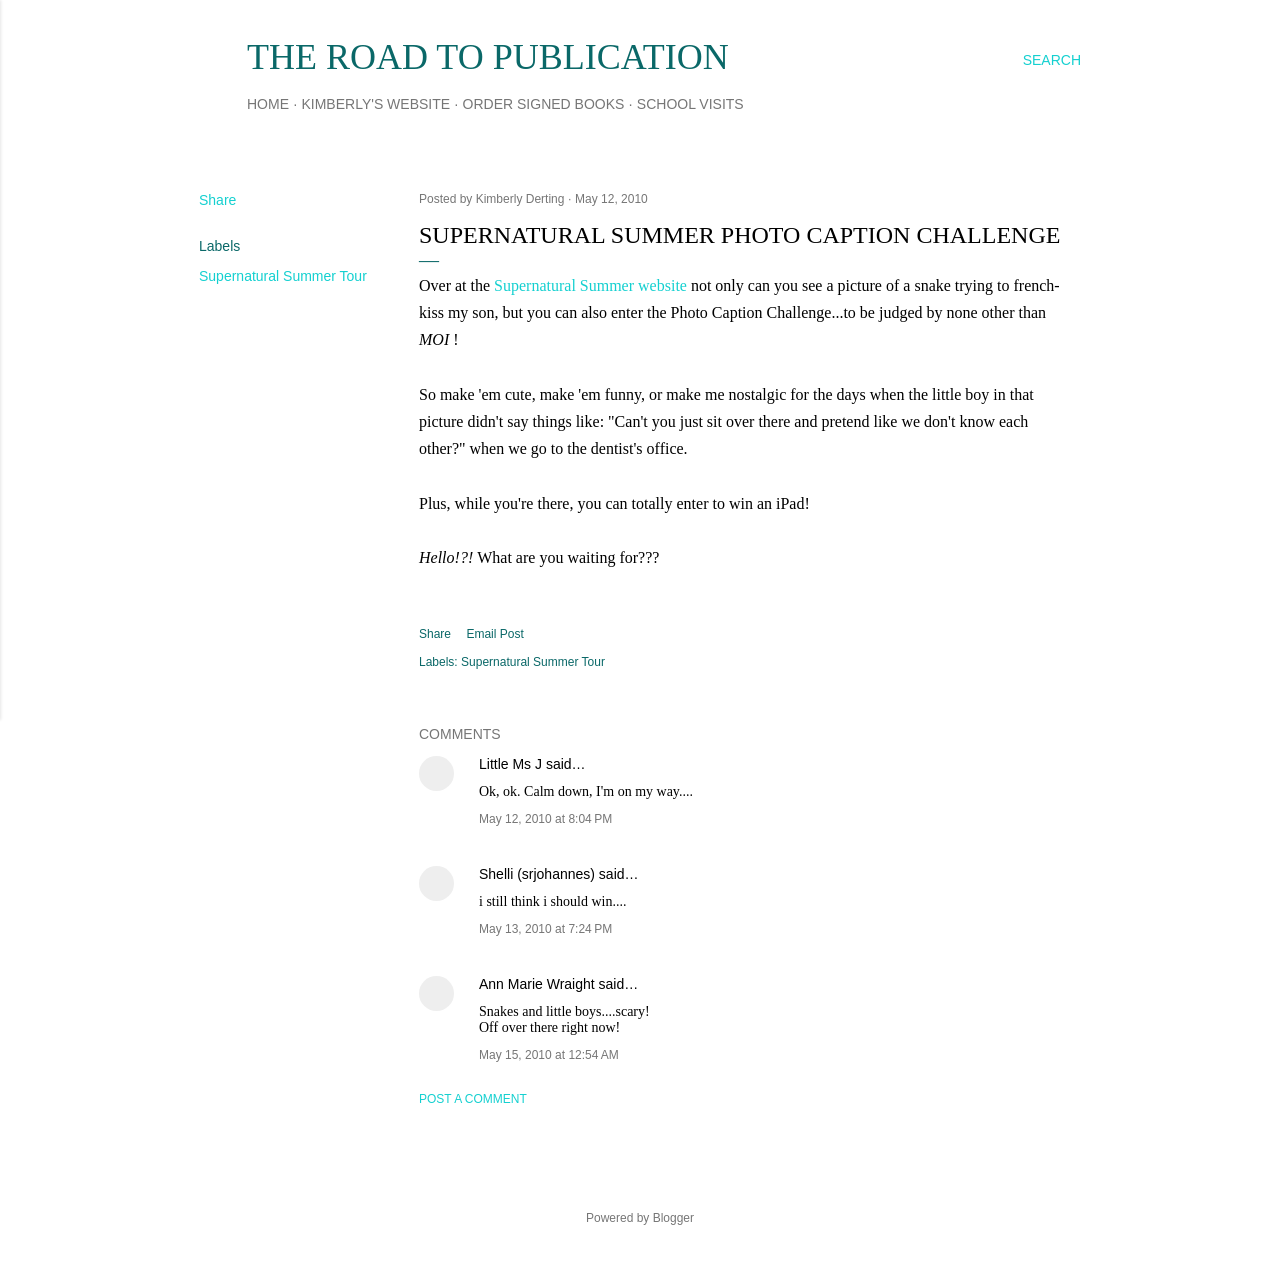 THE ROAD TO PUBLICATION
SEARCH
HOME · KIMBERLY'S WEBSITE · ORDER SIGNED BOOKS · SCHOOL VISITS
Share
Labels
Supernatural Summer Tour
Posted by Kimberly Derting · May 12, 2010
SUPERNATURAL SUMMER PHOTO CAPTION CHALLENGE
Over at the Supernatural Summer website not only can you see a picture of a snake trying to french-
kiss my son, but you can also enter the Photo Caption Challenge...to be judged by none other than
MOI !
So make 'em cute, make 'em funny, or make me nostalgic for the days when the little boy in that
picture didn't say things like: "Can't you just sit over there and pretend like we don't know each
other?" when we go to the dentist's office.
Plus, while you're there, you can totally enter to win an iPad!
Hello!?! What are you waiting for???
Share Email Post
Labels: Supernatural Summer Tour
COMMENTS
Little Ms J said…
Ok, ok. Calm down, I'm on my way....
May 12, 2010 at 8:04 PM
Shelli (srjohannes) said…
i still think i should win....
May 13, 2010 at 7:24 PM
Ann Marie Wraight said…
Snakes and little boys....scary!
Off over there right now!
May 15, 2010 at 12:54 AM
POST A COMMENT
Powered by Blogger